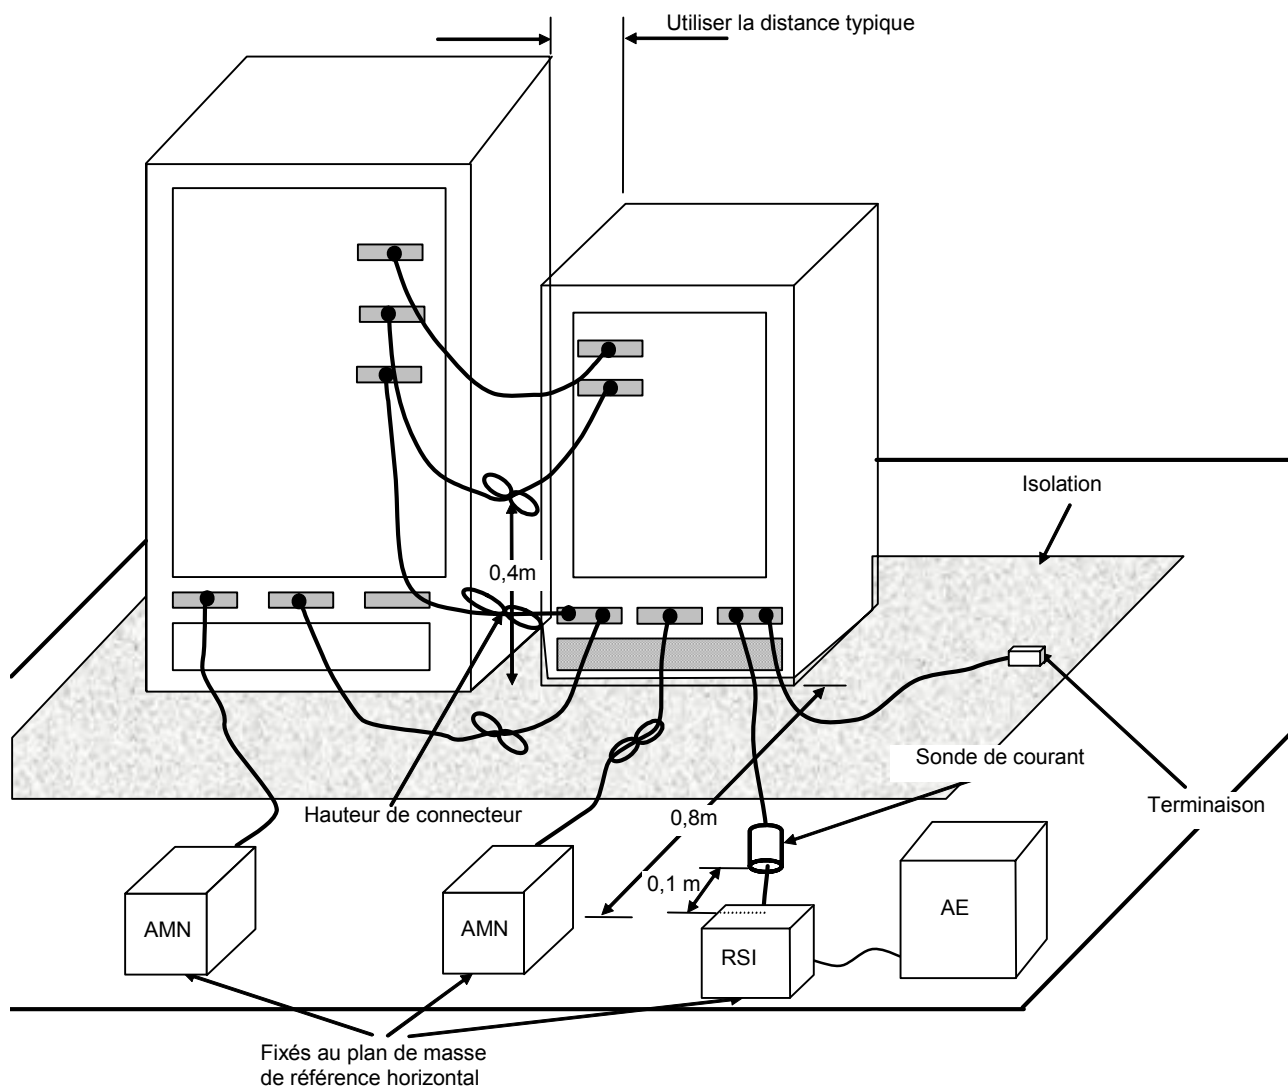 Utiliser la distance typique
Isolation
0,4m
Sonde de courant
Hauteur de connecteur
0,8m
Terminaison
0,1 m
AMN
AMN
RSI
AE
Fixés au plan de masse
de référence horizontal